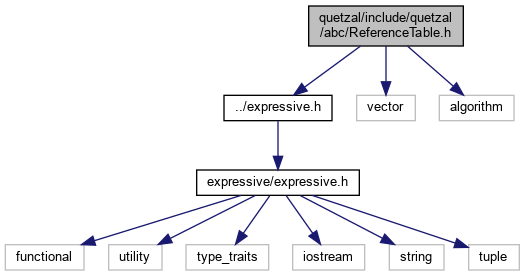 quetzal/include/quetzal
/abc/ReferenceTable.h
../expressive.h
vector
algorithm
expressive/expressive.h
functional
utility
type_traits
iostream
string
tuple